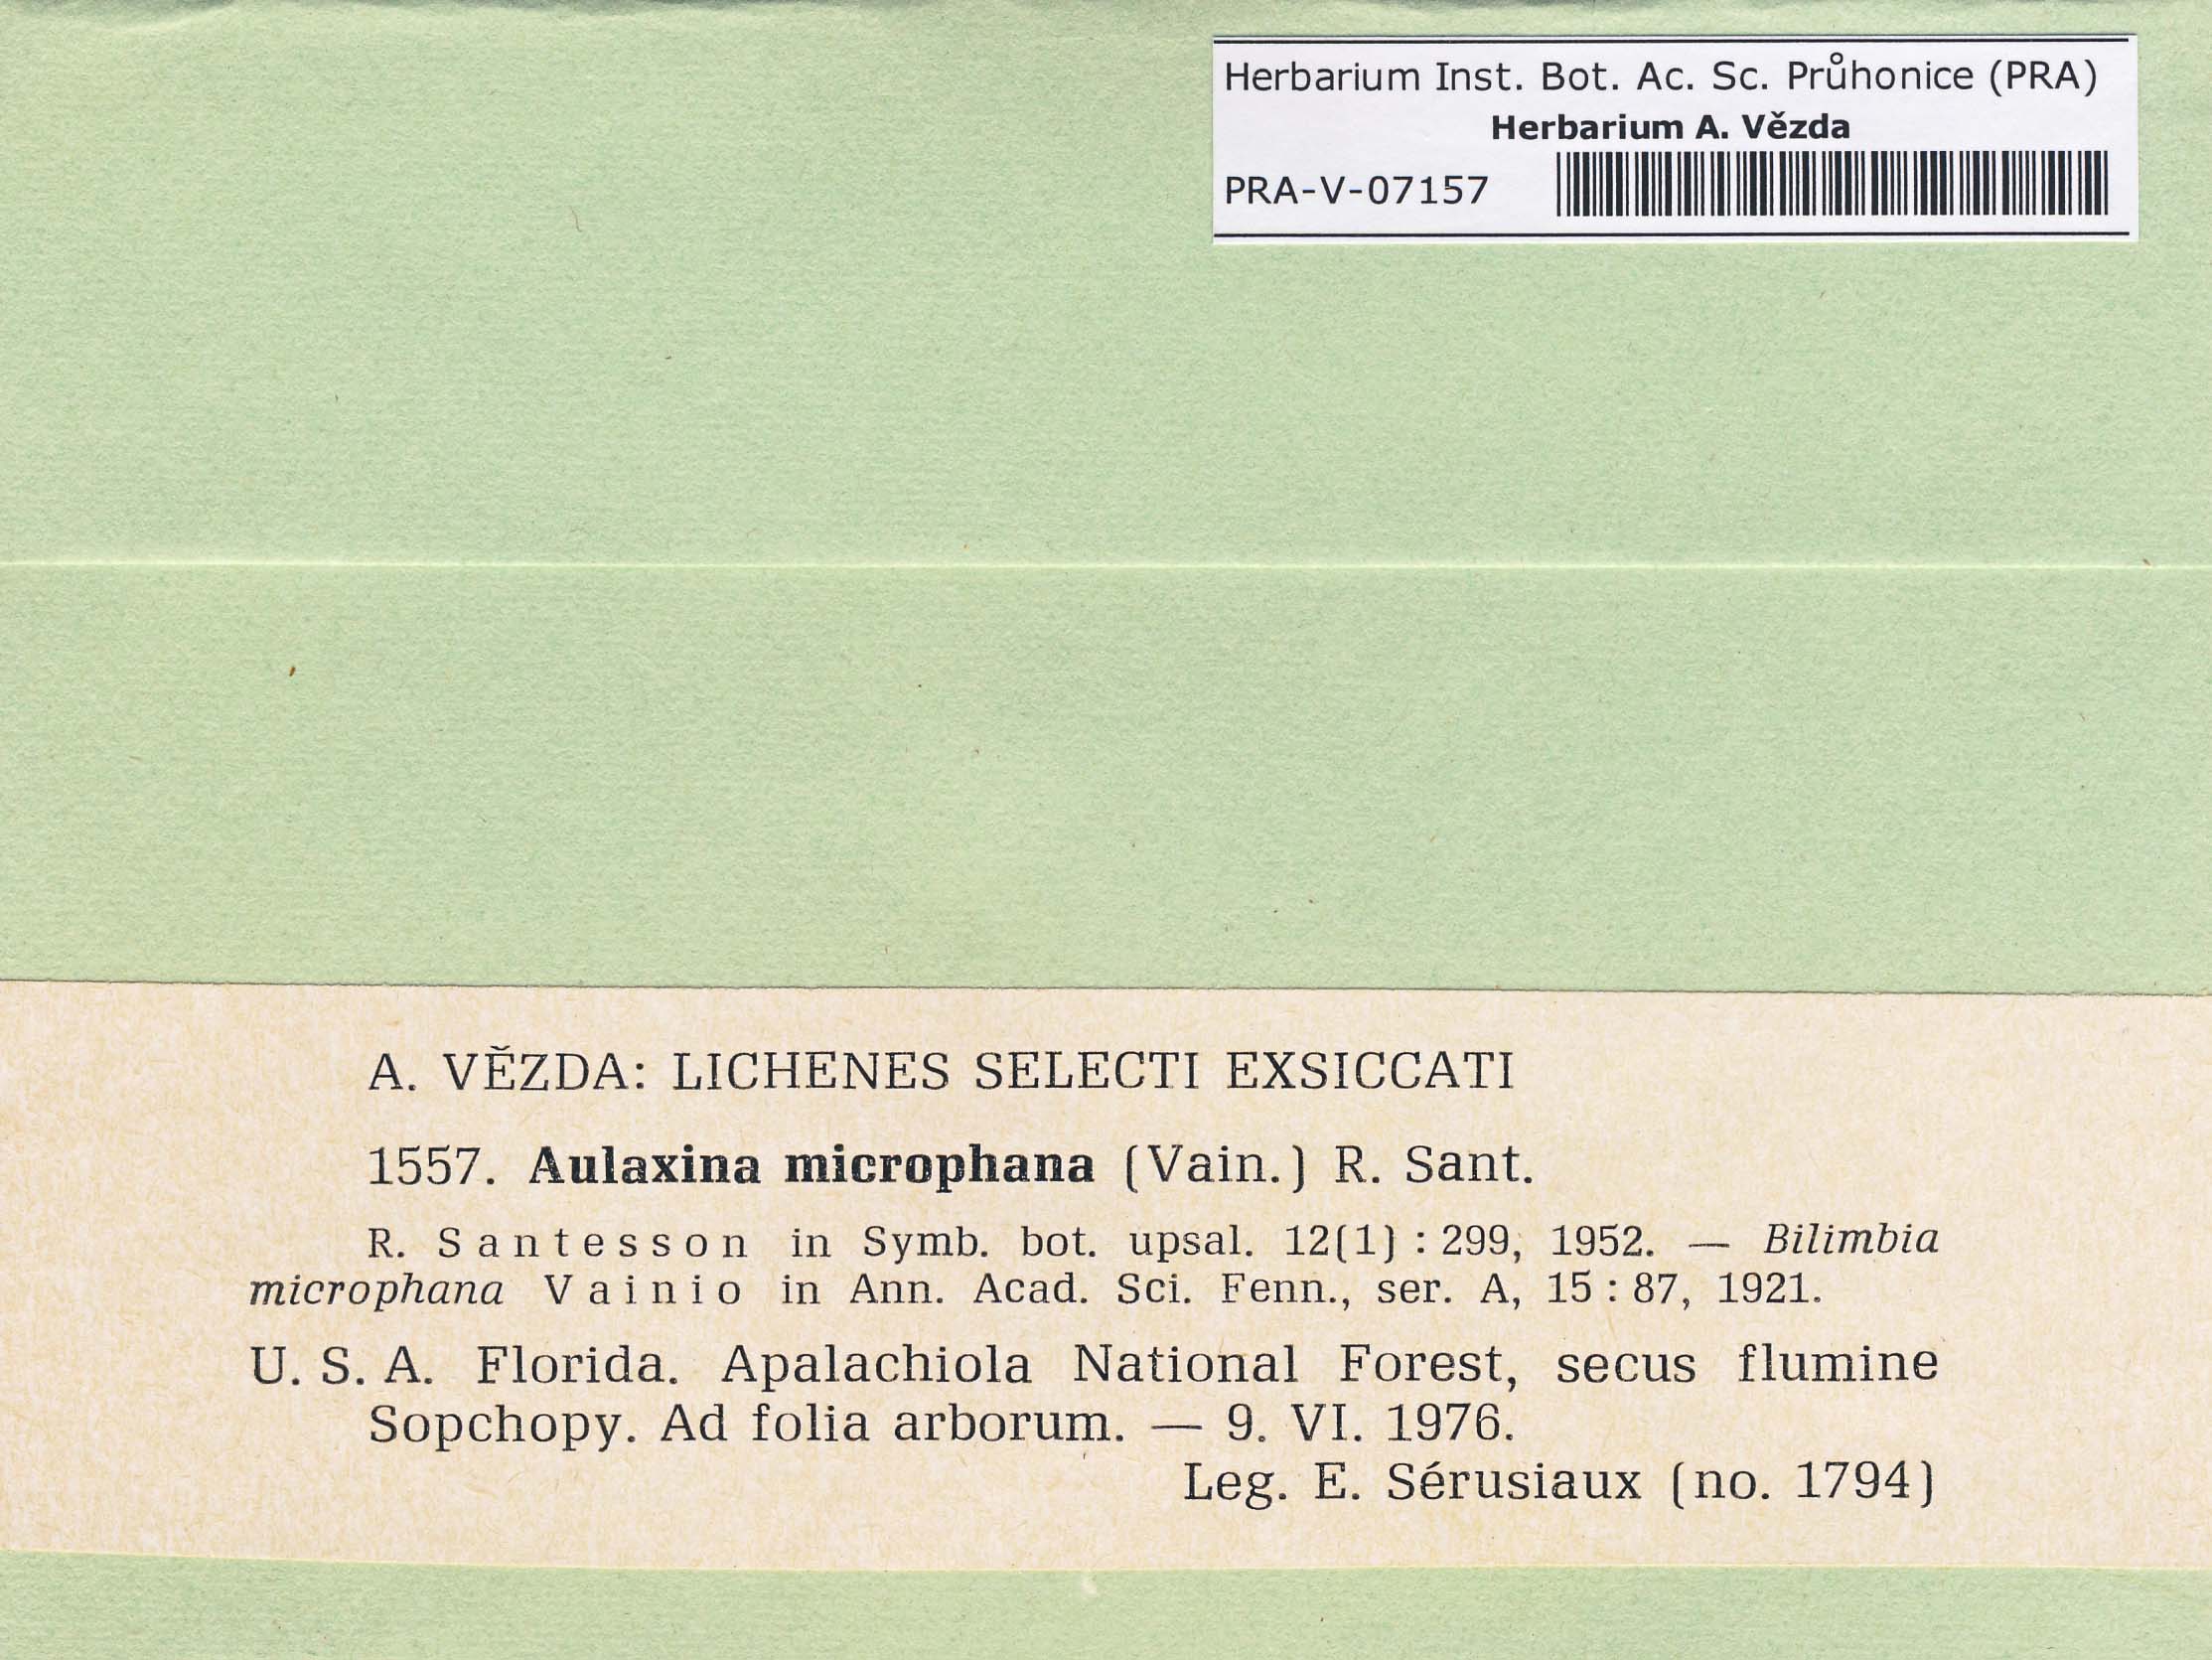 Herbarium Inst. Bot. Ac. Sc. Průhonice (PRA)
Herbarium A. Vězda
PRA-V-07157
A. VĚZDA: LICHENES SELECTI EXSICCATI
1557. Aulaxina microphana (Vain.) R. Sant.
R. Santesson in Symb. bot. upsal. 12(1) : 299, 1952. — Bilimbia
microphana Vainio in Ann. Acad. Sci. Fenn., ser. A, 15 : 87, 1921.
U. S. A. Florida. Apalachiola National Forest, secus flumine
Sopchopy. Ad folia arborum. — 9. VI. 1976.
Leg. E. Sérusiaux (no. 1794)